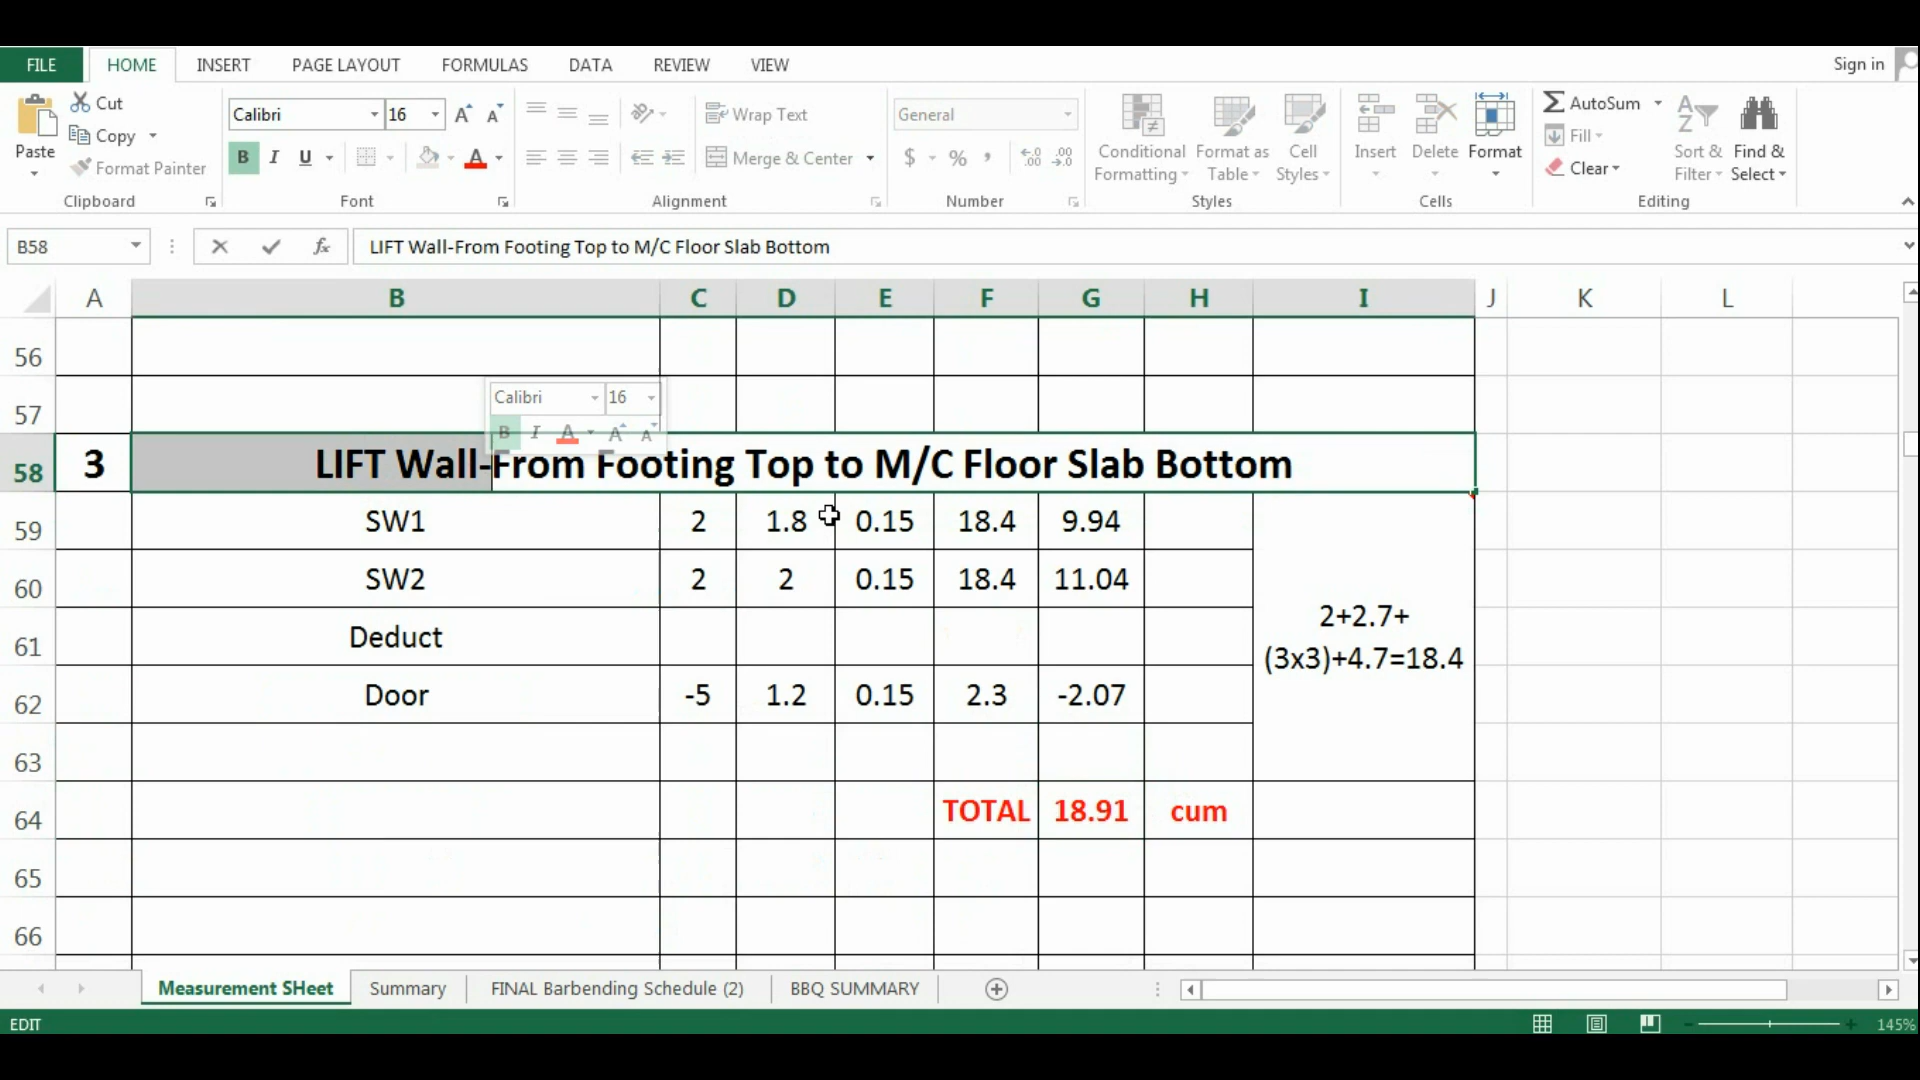 FILE HOME INSERT PAGE LAYOUT FORMULAS DATA REVIEW VIEW Sign in
Paste Cut Copy Format Painter Clipboard
Calibri 16 A A B I U A Font
Wrap Text Merge & Center Alignment
General $ % , .00 .0 Number
Conditional Formatting Format as Table Cell Styles Styles
Insert Delete Format Cells
AutoSum Fill Clear Sort & Filter Find & Select Editing
B58 fx LIFT Wall-From Footing Top to M/C Floor Slab Bottom
A B C D E F G H I J K L
56
Calibri 16
57
B I A A A
58 3 LIFT Wall-From Footing Top to M/C Floor Slab Bottom
59 SW1 2 1.8 0.15 18.4 9.94
60 SW2 2 2 0.15 18.4 11.04
2+2.7+
61 Deduct
(3x3)+4.7=18.4
62 Door -5 1.2 0.15 2.3 -2.07
63
64 TOTAL 18.91 cum
65
66
Measurement SHeet Summary FINAL Barbending Schedule (2) BBQ SUMMARY
EDIT 145%